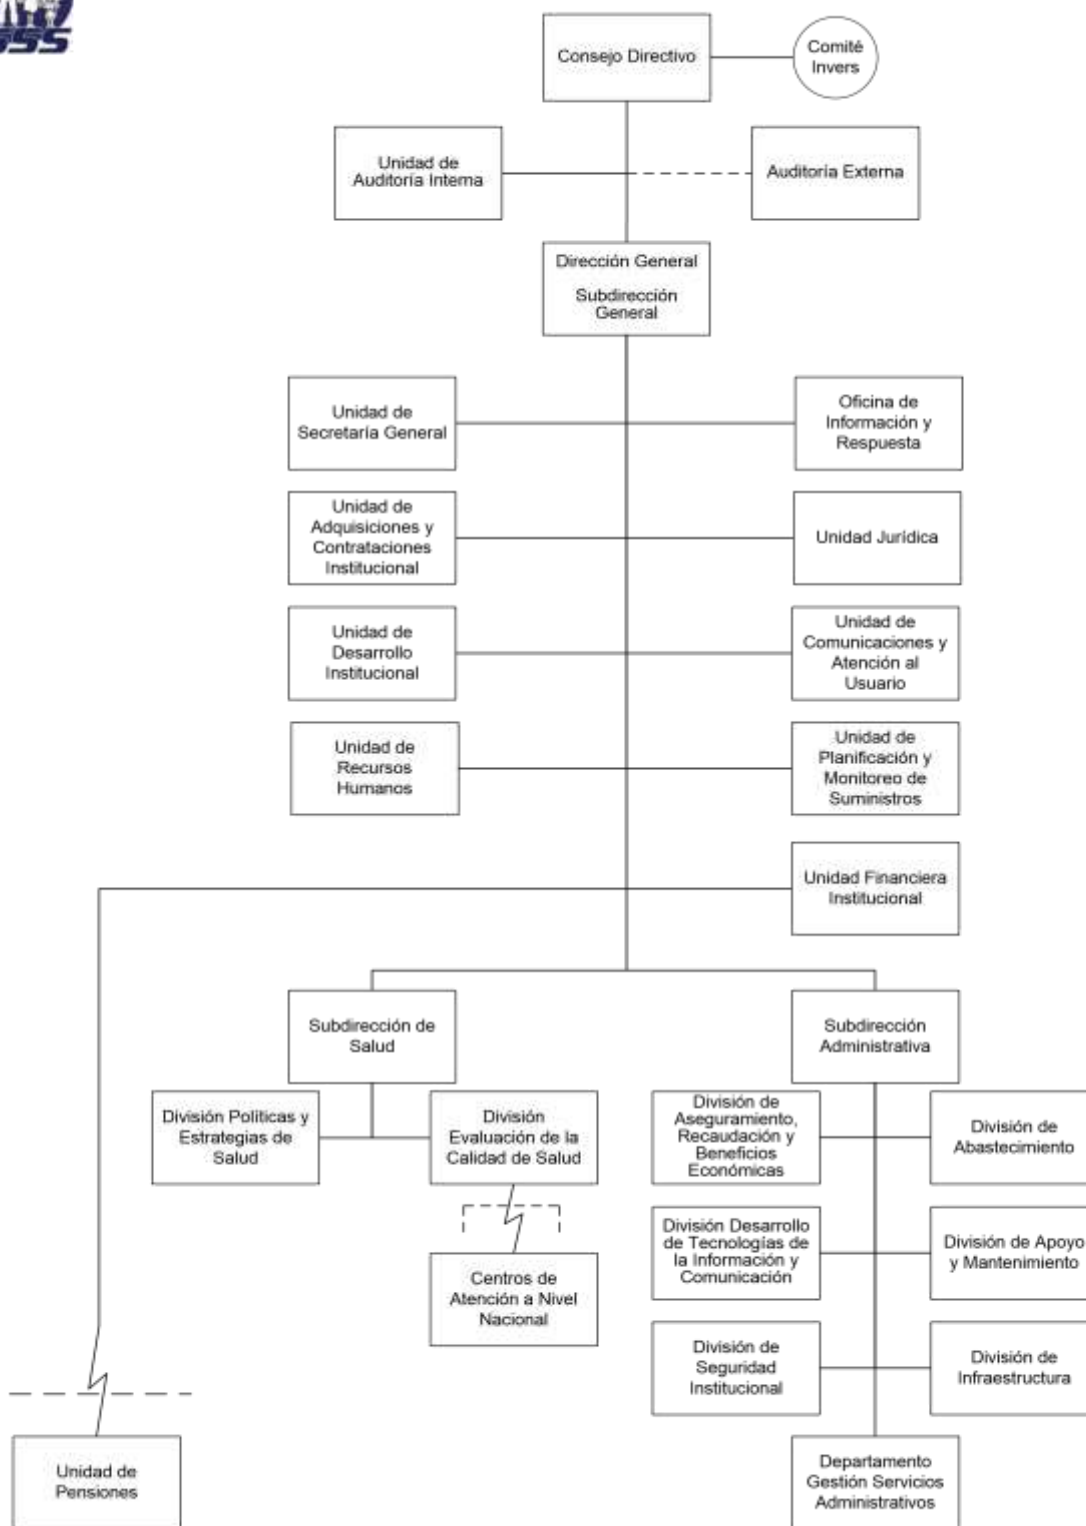 Consejo Directivo
Comité
Invers
Unidad de
Auditoría Interna
Auditoría Externa
Dirección General
Subdirección
General
Unidad de
Secretaría General
Oficina de
Información y
Respuesta
Unidad de
Adquisiciones y
Contrataciones
Institucional
Unidad Jurídica
Unidad de
Desarrollo
Institucional
Unidad de
Comunicaciones y
Atención al
Usuario
Unidad de
Recursos
Humanos
Unidad de
Planificación y
Monitoreo de
Suministros
Unidad Financiera
Institucional
Subdirección de
Salud
Subdirección
Administrativa
División Políticas y
Estrategias de
Salud
División
Evaluación de la
Calidad de Salud
División de
Aseguramiento,
Recaudación y
Beneficios
Económicas
División de
Abastecimiento
División Desarrollo
de Tecnologías de
la Información y
Comunicación
División de Apoyo
y Mantenimiento
Centros de
Atención a Nivel
Nacional
División de
Seguridad
Institucional
División de
Infraestructura
Unidad de
Pensiones
Departamento
Gestión Servicios
Administrativos